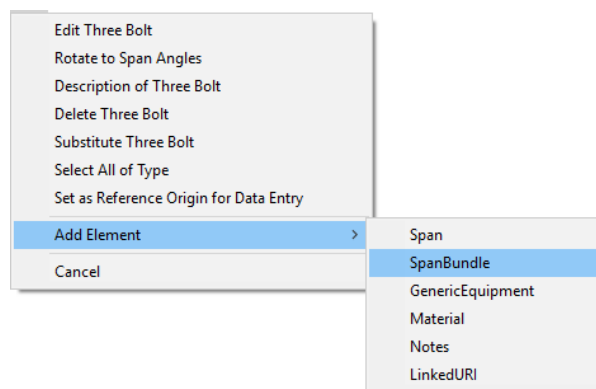 Edit Three Bolt
Rotate to Span Angles
Description of Three Bolt
Delete Three Bolt
Substitute Three Bolt
Select All of Type
Set as Reference Origin for Data Entry
Add Element
Cancel
Span
SpanBundle
GenericEquipment
Material
Notes
LinkedURI